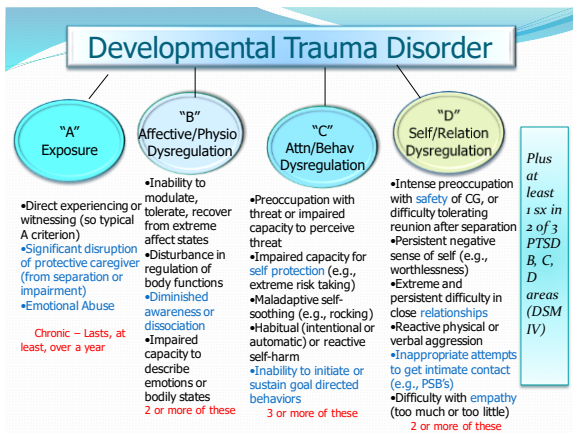 Developmental Trauma Disorder
"A"
Exposure
•Direct experiencing or
witnessing (so typical
A criterion)
•Significant disruption
of protective caregiver
(from separation or
impairment)
•Emotional Abuse
Chronic – Lasts, at
least, over a year
"B"
Affective/Physio
Dysregulation
•Inability to
modulate,
tolerate, recover
from extreme
affect states
•Disturbance in
regulation of
body functions
•Diminished
awareness or
dissociation
•Impaired
capacity to
describe
emotions or
bodily states
2 or more of these
"C"
Attn/Behav
Dysregulation
•Preoccupation with
threat or impaired
capacity to perceive
threat
•Impaired capacity for
self protection (e.g.,
extreme risk taking)
•Maladaptive self-
soothing (e.g., rocking)
•Habitual (intentional or
automatic) or reactive
self-harm
•Inability to initiate or
sustain goal directed
behaviors
3 or more of these
"D"
Self/Relation
Dysregulation
•Intense preoccupation
with safety of CG, or
difficulty tolerating
reunion after separation
•Persistent negative
sense of self (e.g.,
worthlessness)
•Extreme and
persistent difficulty in
close relationships
•Reactive physical or
verbal aggression
•Inappropriate attempts
to get intimate contact
(e.g., PSB's)
•Difficulty with empathy
(too much or too little)
2 or more of these
Plus
at
least
1 sx in
2 of 3
PTSD
B, C,
D
areas
(DSM
IV)